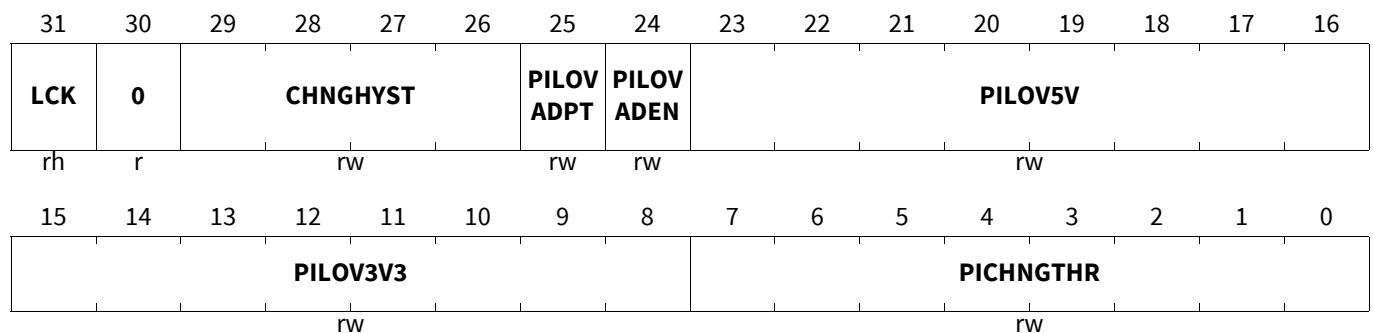 31 30 29 28 27 26 25 24 23 22 21 20 19 18 17 16
LCK 0 CHNGHYST PILOV ADPT PILOV ADEN PILOV5V
rh r rw rw rw rw
15 14 13 12 11 10 9 8 7 6 5 4 3 2 1 0
PILOV3V3 PICHNGTHR
rw rw